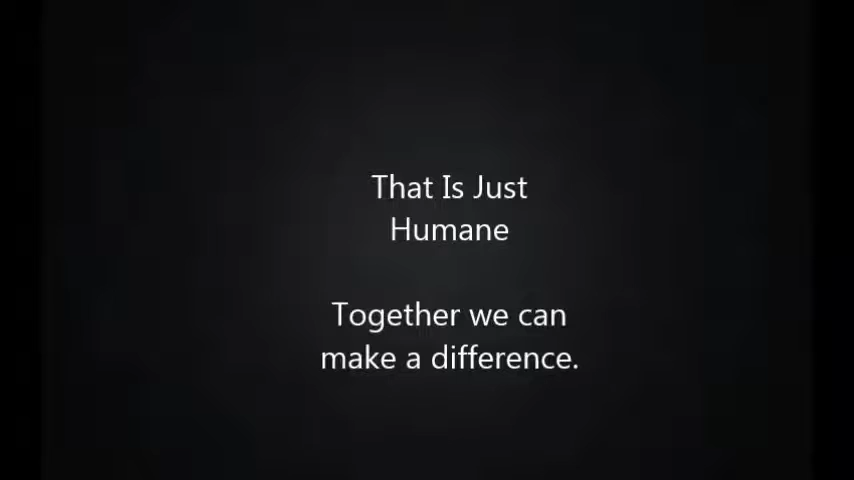 That Is Just
Humane
Together we can
make a difference.